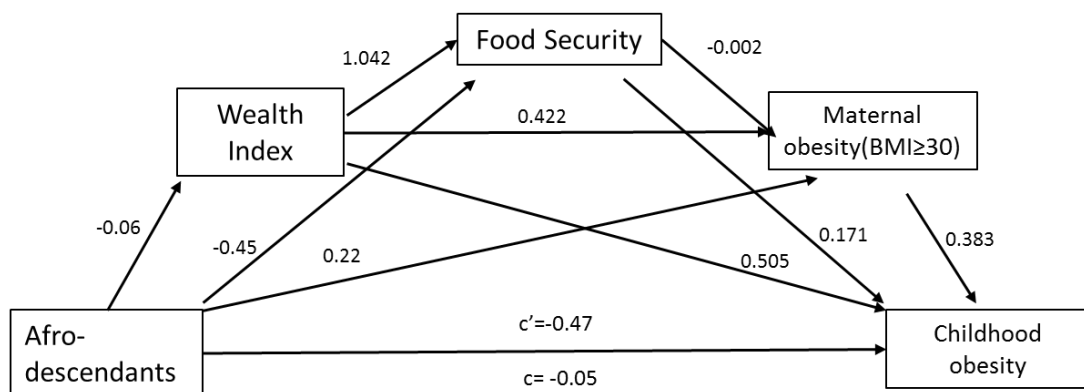 Food Security
1.042
-0.002
Wealth
Index
0.422
Maternal
obesity(BMI≥30)
-0.06
-0.45
0.22
0.505
0.171
0.383
Afro-
descendants
c’=-0.47
c= -0.05
Childhood
obesity